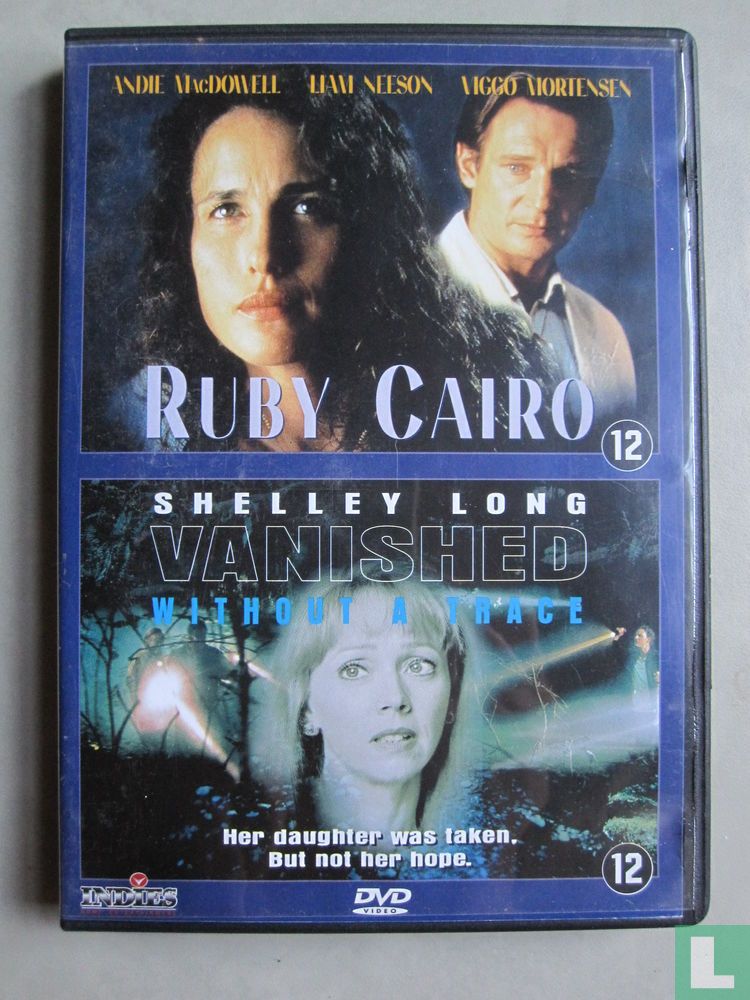 ANDIE MACDOWELL LIAM NEESON VIGGO MORTENSEN
RUBY CAIRO
12
SHELLEY LONG
VANISHED
WITHOUT A TRACE
Her daughter was taken.
But not her hope.
12
INDIES
DVD
VIDEO
L